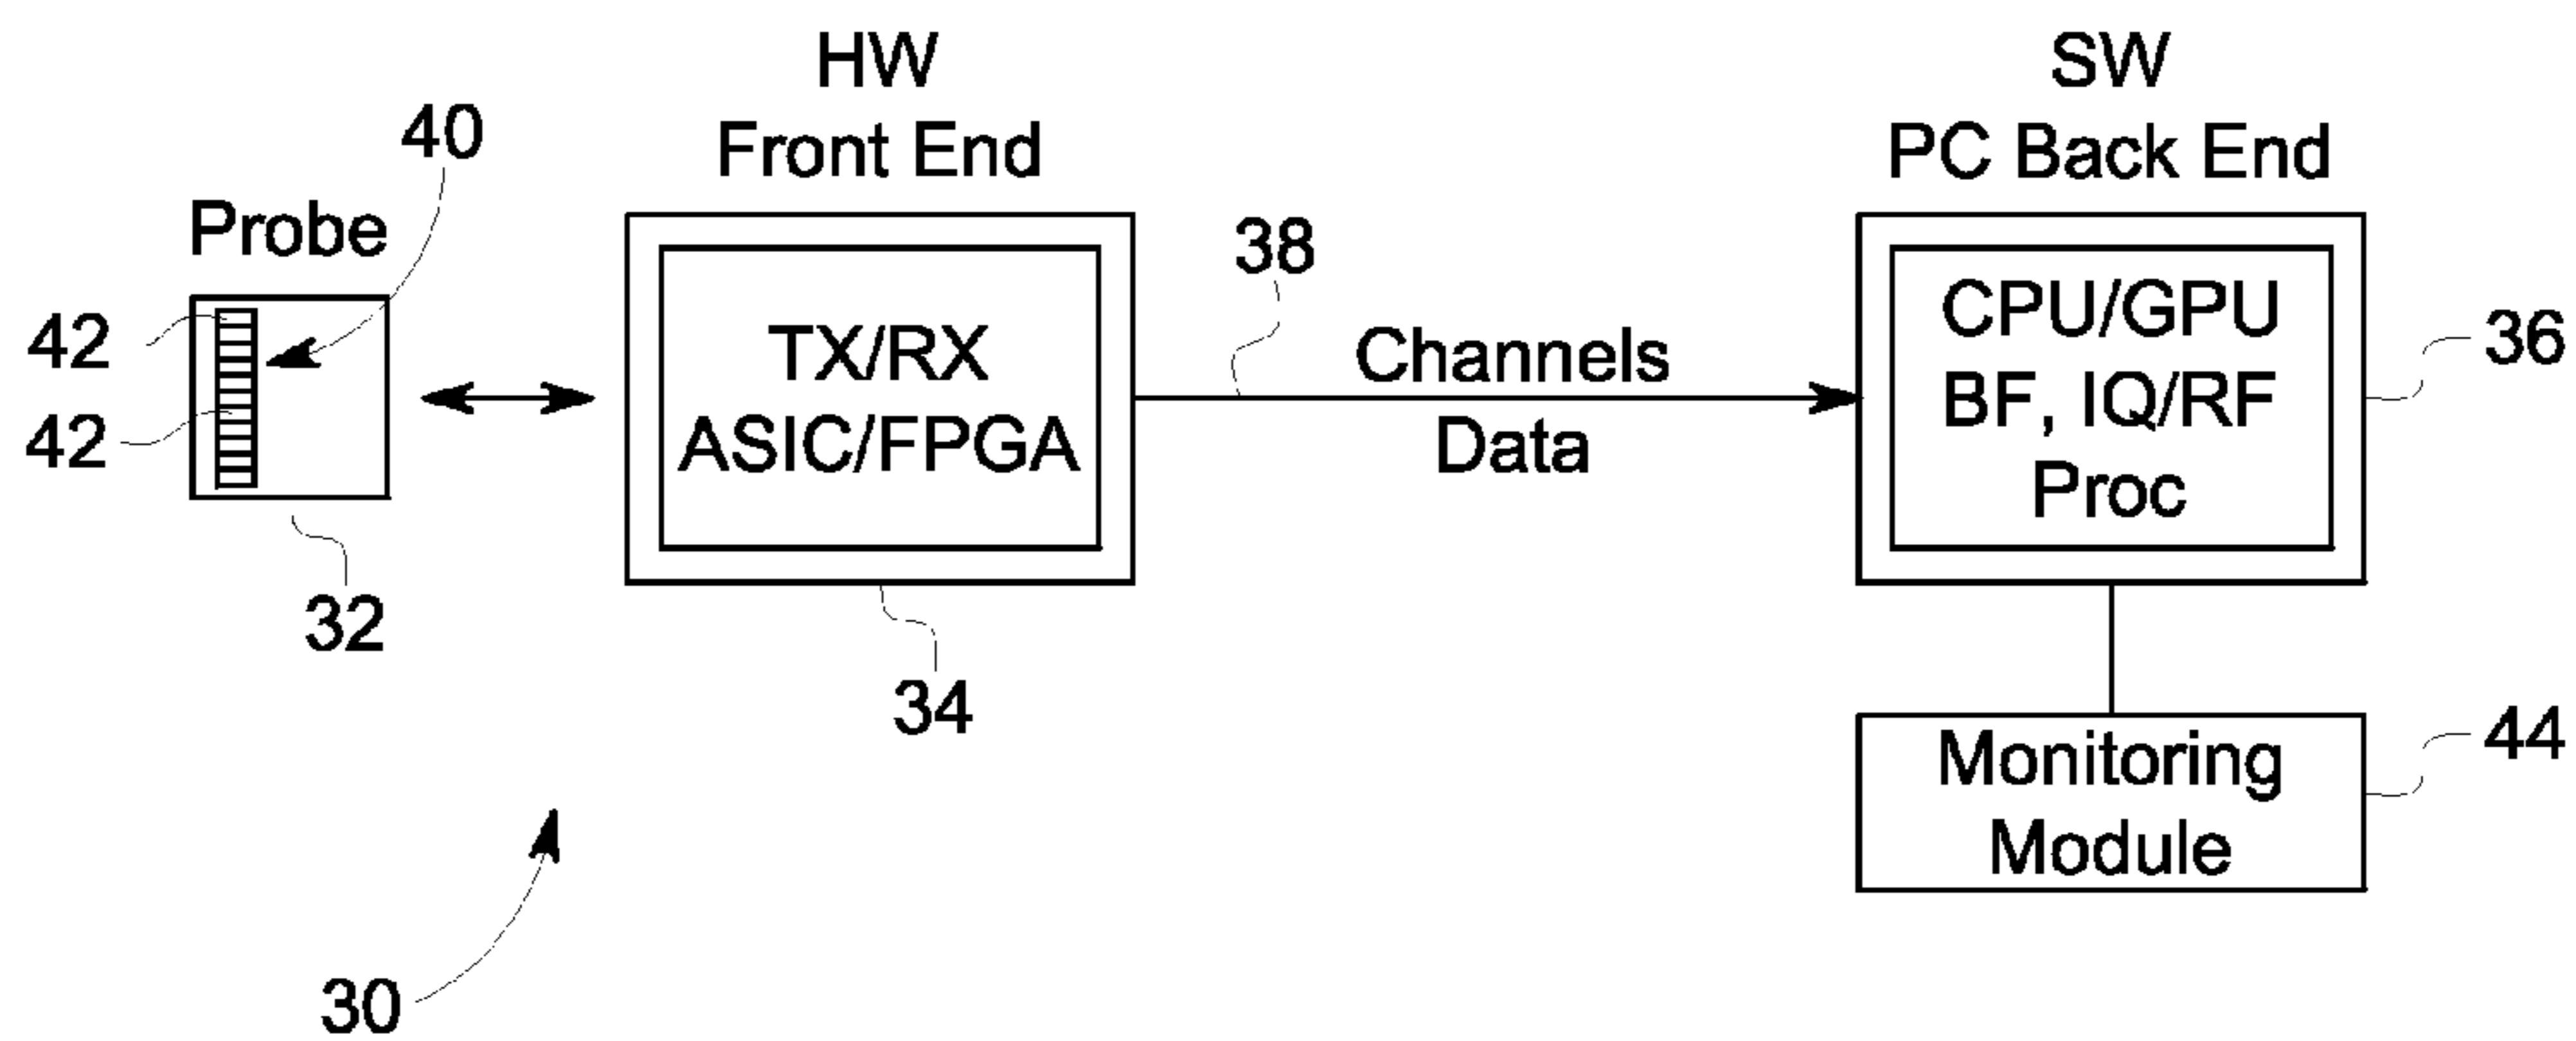 HW
Front End
SW
PC Back End
40
Probe
38
42
42
TX/RX
ASIC/FPGA
Channels
Data
CPU/GPU
BF, IQ/RF
Proc
36
32
34
Monitoring
Module
44
30